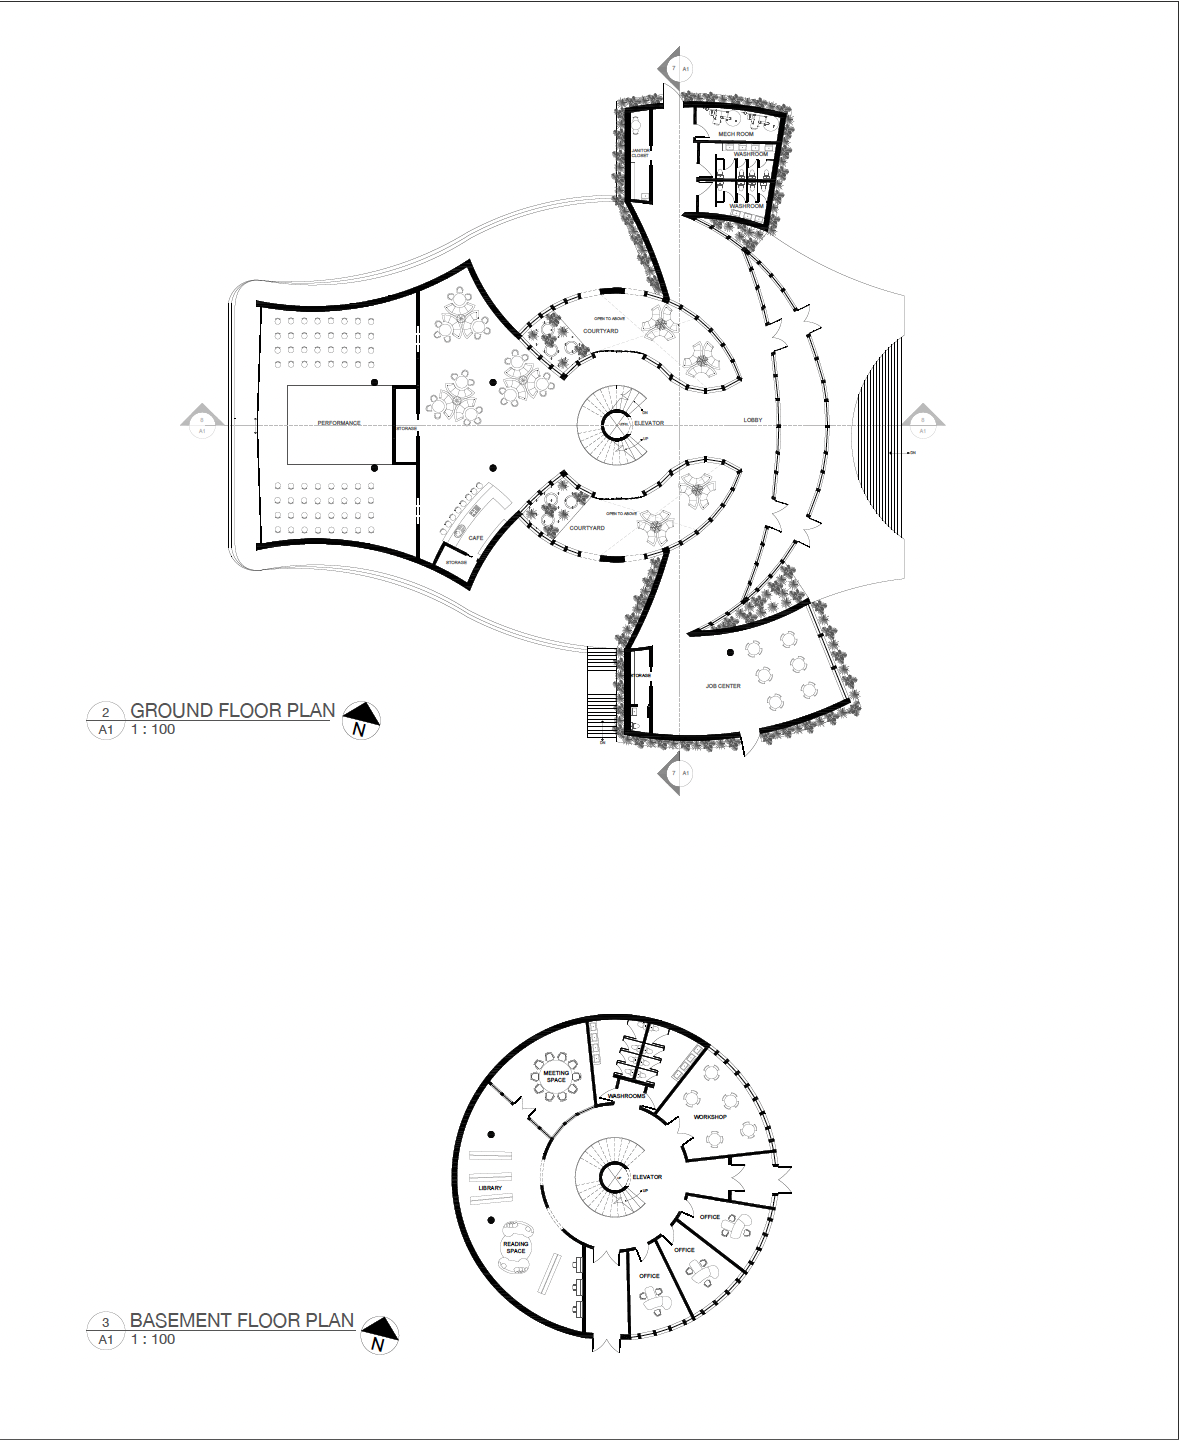 7 A1
MECH ROOM
JANITOR
CLOSET
WASHROOM
WASHROOM
OPEN TO ABOVE
COURTYARD
DN
PERFORMANCE
STORAGE
ELEVATOR
LOBBY
8
A1
8
A1
UP
DN
OPEN TO ABOVE
COURTYARD
CAFE
STORAGE
STORAGE
JOB CENTER
DN
2
A1
GROUND FLOOR PLAN
1 : 100
N
7 A1
MEETING
SPACE
WASHROOMS
WORKSHOP
ELEVATOR
UP
LIBRARY
OFFICE
READING
SPACE
OFFICE
OFFICE
3
A1
BASEMENT FLOOR PLAN
1 : 100
N